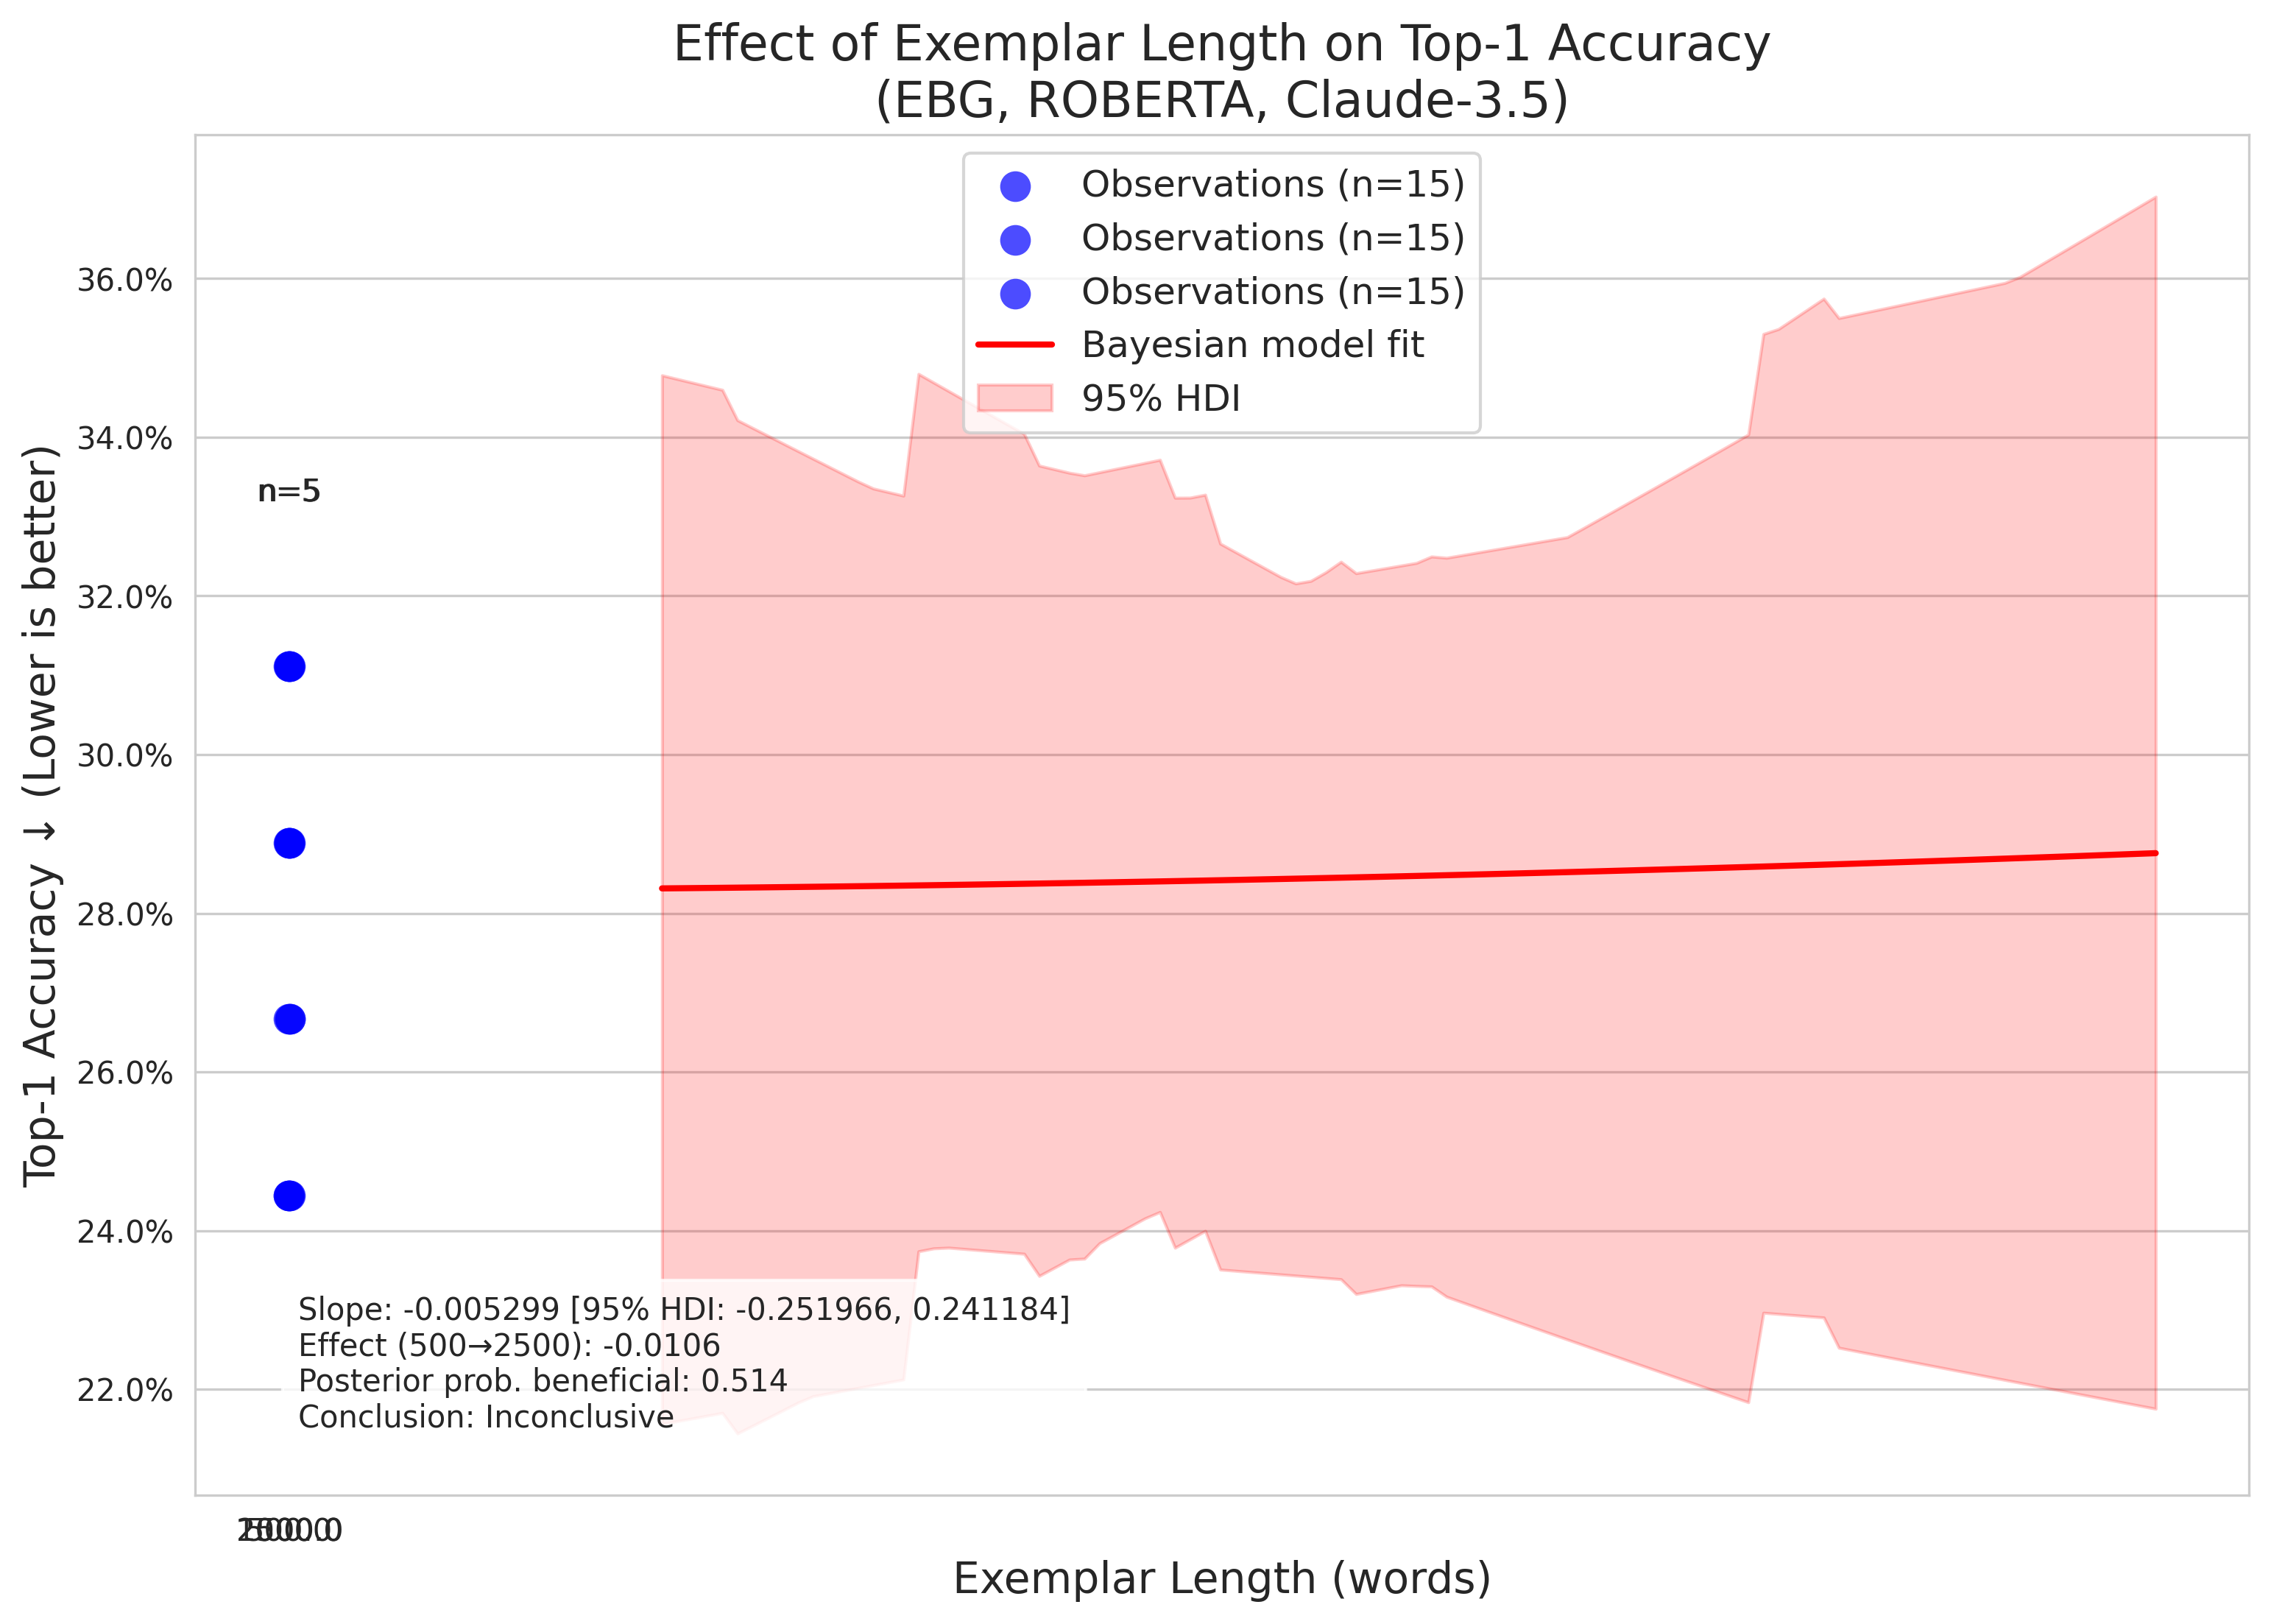 Effect of Exemplar Length on Top-1 Accuracy
(EBG, ROBERTA, Claude-3.5)
Observations (n=15)
Observations (n=15)
Observations (n=15)
Bayesian model fit
95% HDI
36.0%
34.0%
32.0%
30.0%
28.0%
26.0%
24.0%
22.0%
Top-1 Accuracy ↓ (Lower is better)
n=5
Slope: -0.005299 [95% HDI: -0.251966, 0.241184]
Effect (500→2500): -0.0106
Posterior prob. beneficial: 0.514
Conclusion: Inconclusive
Exemplar Length (words)